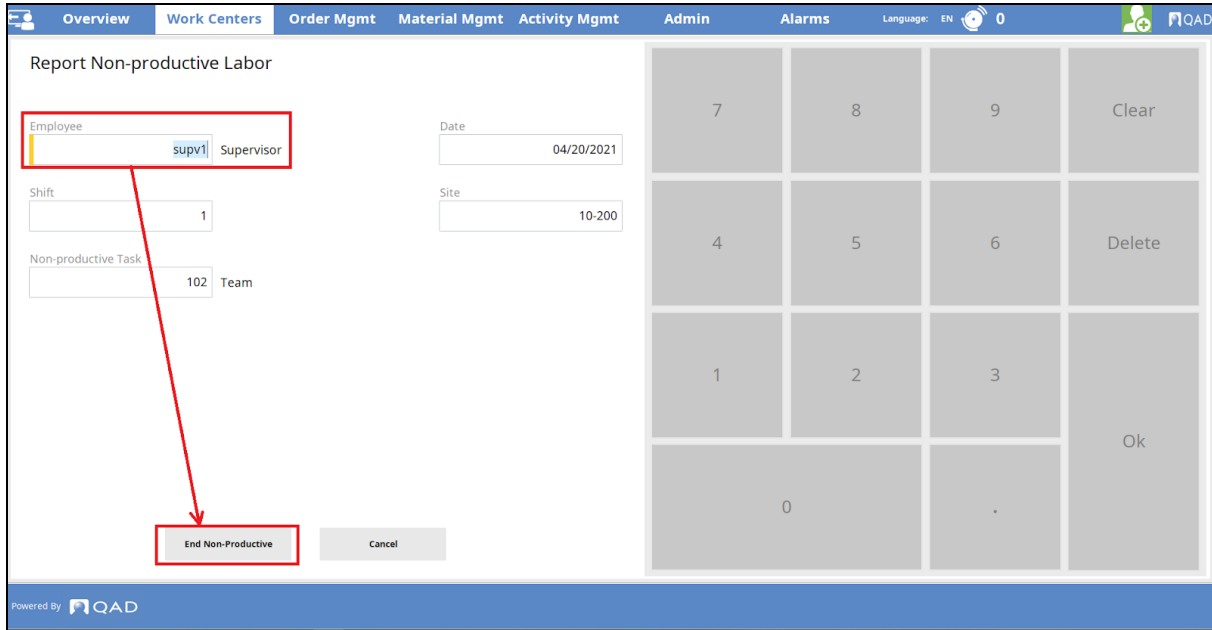 Overview Work Centers Order Mgmt Material Mgmt Activity Mgmt Admin Alarms Language: EN 0 QAD
Report Non-productive Labor
Employee Date
supv1 Supervisor 04/20/2021
Shift Site
1 10-200
Non-productive Task
102 Team
End Non-Productive Cancel
7 8 9 Clear
4 5 6 Delete
1 2 3
Ok
0 .
Powered By QAD